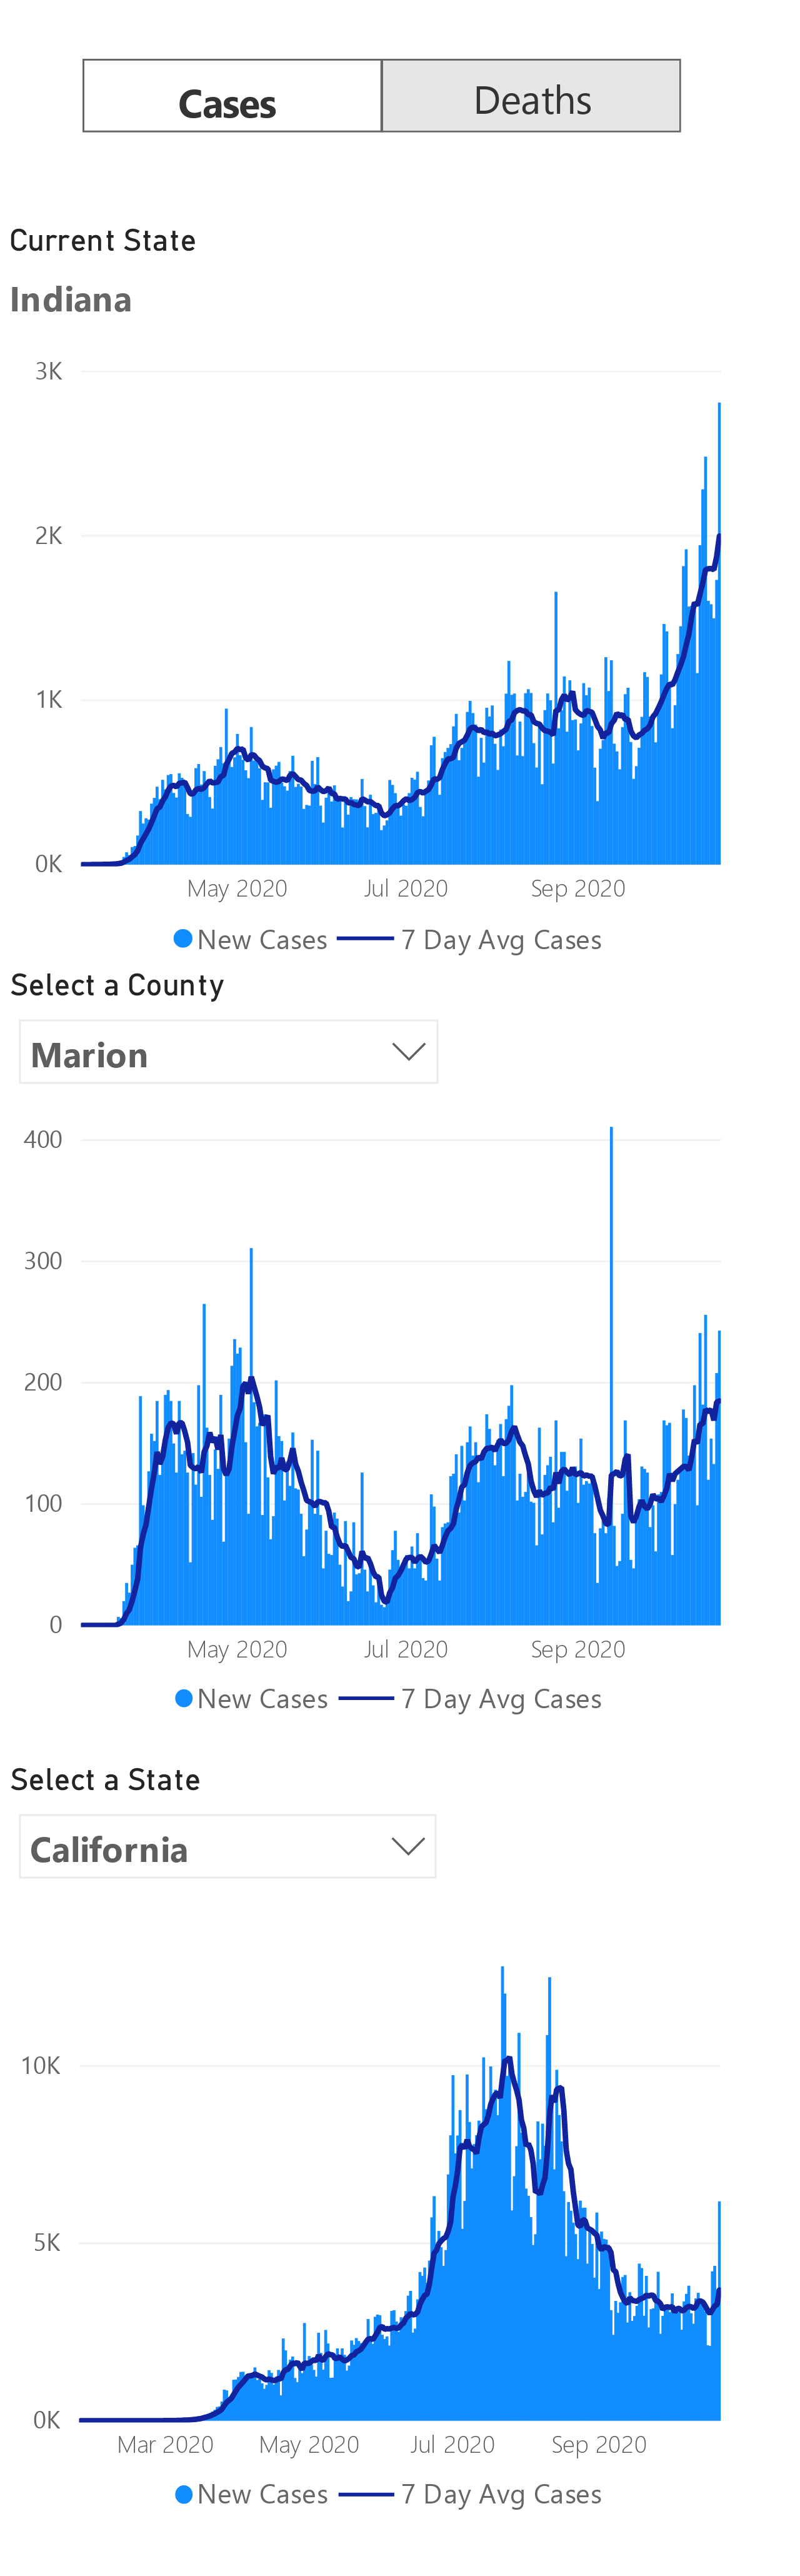 Cases Deaths
Current State
Indiana
3K
2K
1K
0K
May 2020 Jul 2020 Sep 2020
New Cases 7 Day Avg Cases
Select a County
Marion
400
300
200
100
0
May 2020 Jul 2020 Sep 2020
New Cases 7 Day Avg Cases
Select a State
California
10K
5K
0K
Mar 2020 May 2020 Jul 2020 Sep 2020
New Cases 7 Day Avg Cases